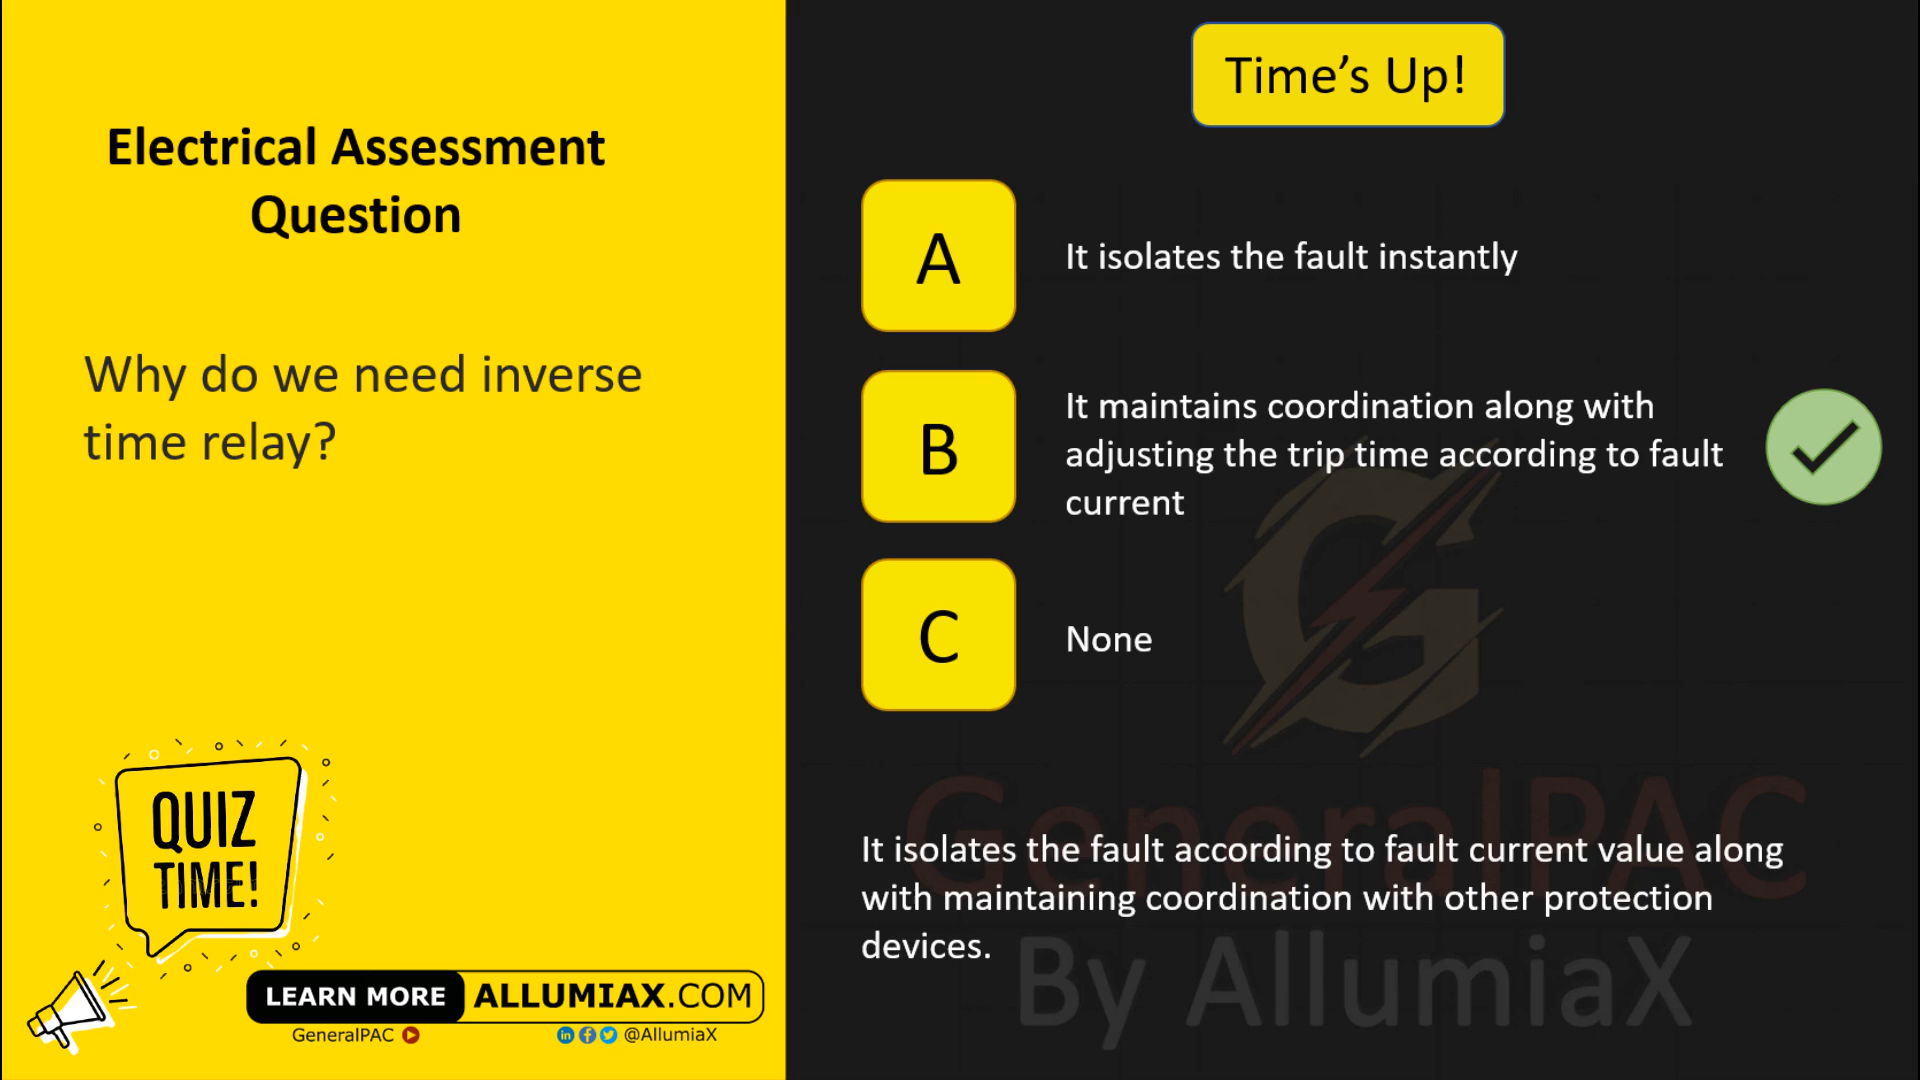 Electrical Assessment
Question
Why do we need inverse
time relay?
QUIZ
TIME!
LEARN MORE ALLUMIAX.COM
GeneralPAC @AllumiaX
Time’s Up!
A
It isolates the fault instantly
B
It maintains coordination along with
adjusting the trip time according to fault
current
C
None
G
GeneralPAC
By AllumiaX
It isolates the fault according to fault current value along
with maintaining coordination with other protection
devices.